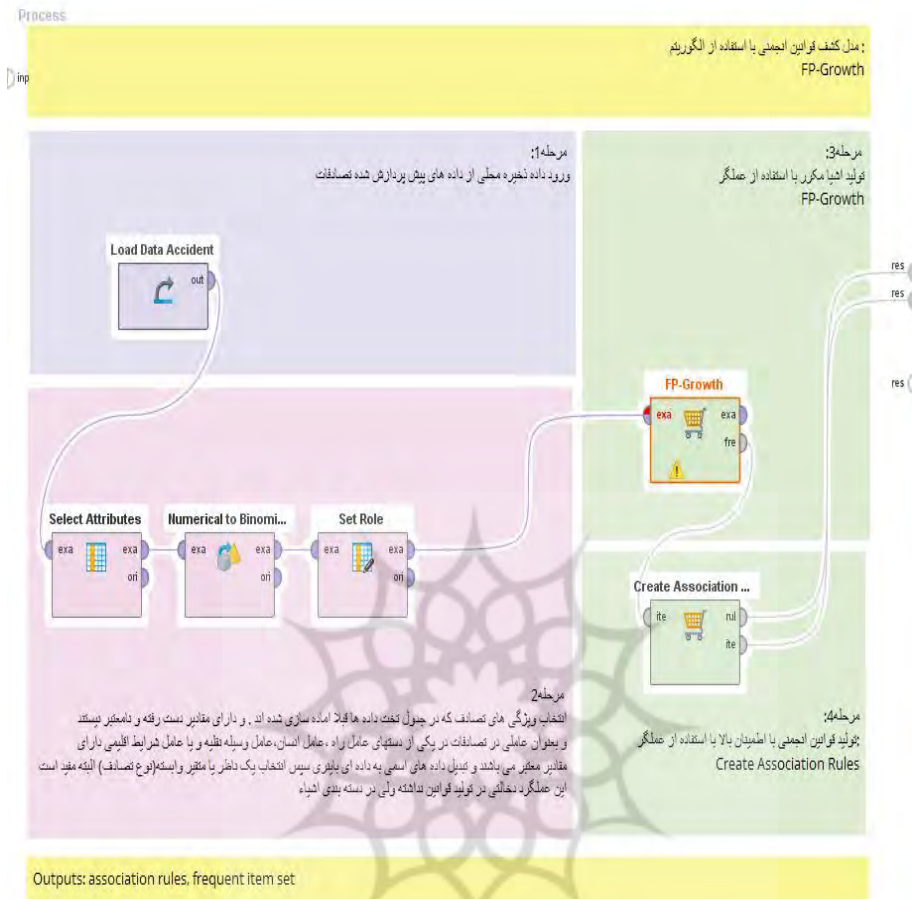 Process
: مدل کشف قوانین انجمنی با استفاده از الگوریتم
FP-Growth
inp
مرحله1:
ورود داده ذخیره محلی از داده های پیش پردازش شده تصادفات
مرحله3:
تولید اشیا مکرر با استفاده از عملگر
FP-Growth
Load Data Accident
out
res
res
res
FP-Growth
exa
exa
fre
Select Attributes
Numerical to Binomi...
Set Role
exa
exa
ori
exa
exa
ori
exa
exa
ori
Create Association ...
ite
rul
ite
مرحله2
انتخاب ویژگی های تصادف که در جدول تخت داده ها قبلا اماده سازی شده اند . و دارای مقادیر دست رفته و نامعتبر نیستند
و بعنوان عاملی در تصادفات در یکی از دستهای عامل راه ،عامل انسان،عامل وسیله نقلیه و یا عامل شرایط اقلیمی دارای
مقادیر معتبر می باشند و تبدیل داده های اسمی به داده ای باینری سپس انتخاب یک ناظر یا متغیر وابسته(نوع تصادف) البته مفید است
این عملگرد دخالتی در تولید قوانین نداشته ولی در دسته بندی اشیاء
مرحله4:
;تولید قوانین انجمنی با اطمینان بالا با استفاده از عملگر
Create Association Rules
Outputs: association rules, frequent item set